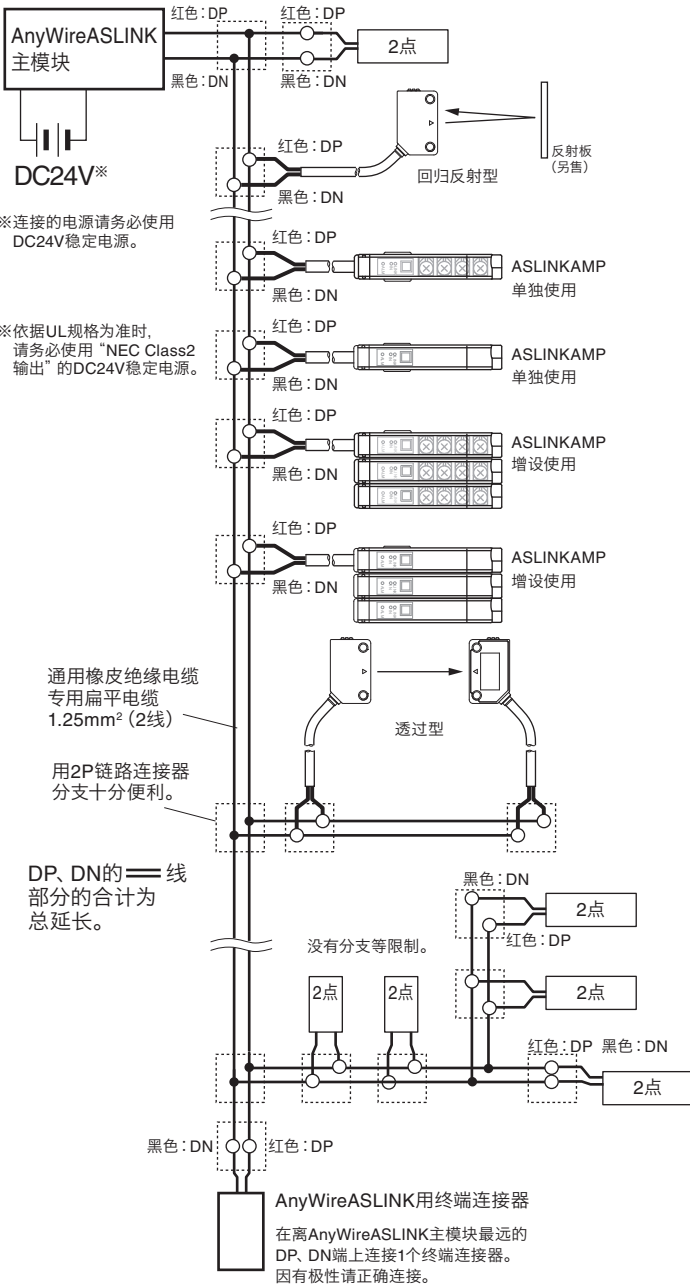 AnyWireASLINK
主模块
红色：DP
红色：DP
2点
黑色：DN
黑色：DN
DC24V※
红色：DP
黑色：DN
回归反射型
反射板
（另售）
※连接的电源请务必使用
DC24V稳定电源。
红色：DP
黑色：DN
ASLINKAMP
单独使用
※依据UL规格为准时，
请务必使用 “NEC Class2
输出” 的DC24V稳定电源。
红色：DP
黑色：DN
ASLINKAMP
单独使用
红色：DP
黑色：DN
ASLINKAMP
增设使用
红色：DP
黑色：DN
ASLINKAMP
增设使用
通用橡皮绝缘电缆
专用扁平电缆
1.25mm²（2线）
透过型
用2P链路连接器
分支十分便利。
DP、DN的 线
部分的合计为
总延长。
黑色：DN
2点
红色：DP
没有分支等限制。
2点
2点
2点
红色：DP 黑色：DN
2点
黑色：DN
红色：DP
AnyWireASLINK用终端连接器
在离AnyWireASLINK主模块最远的
DP、DN端上连接1个终端连接器。
因有极性请正确连接。